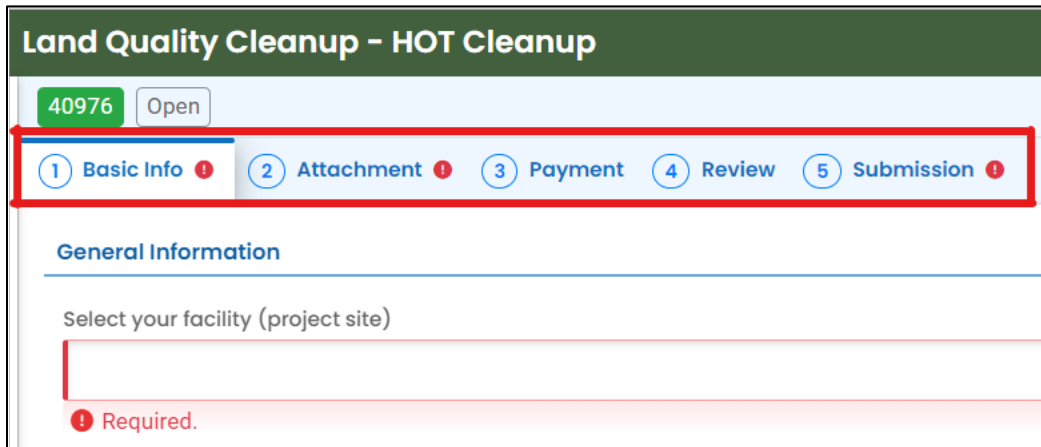 Land Quality Cleanup - HOT Cleanup
40976 Open
1 Basic Info 2 Attachment 3 Payment 4 Review 5 Submission
General Information
Select your facility (project site)
Required.